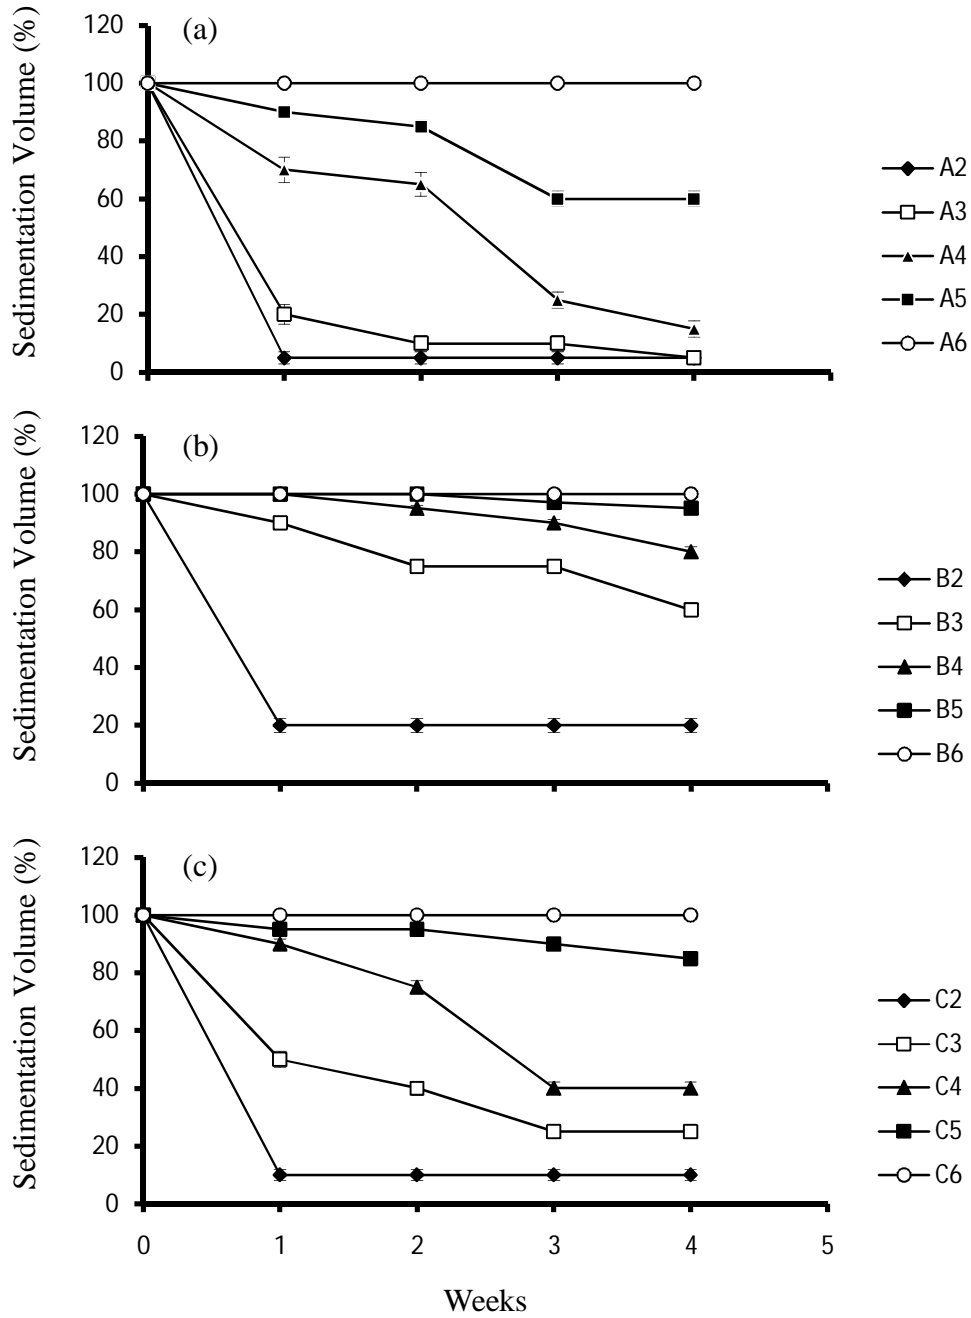 (a)
Sedimentation Volume (%)
120
100
80
60
40
20
0
A2
A3
A4
A5
A6
(b)
Sedimentation Volume (%)
120
100
80
60
40
20
0
B2
B3
B4
B5
B6
(c)
Sedimentation Volume (%)
120
100
80
60
40
20
0
0 1 2 3 4 5
Weeks
C2
C3
C4
C5
C6